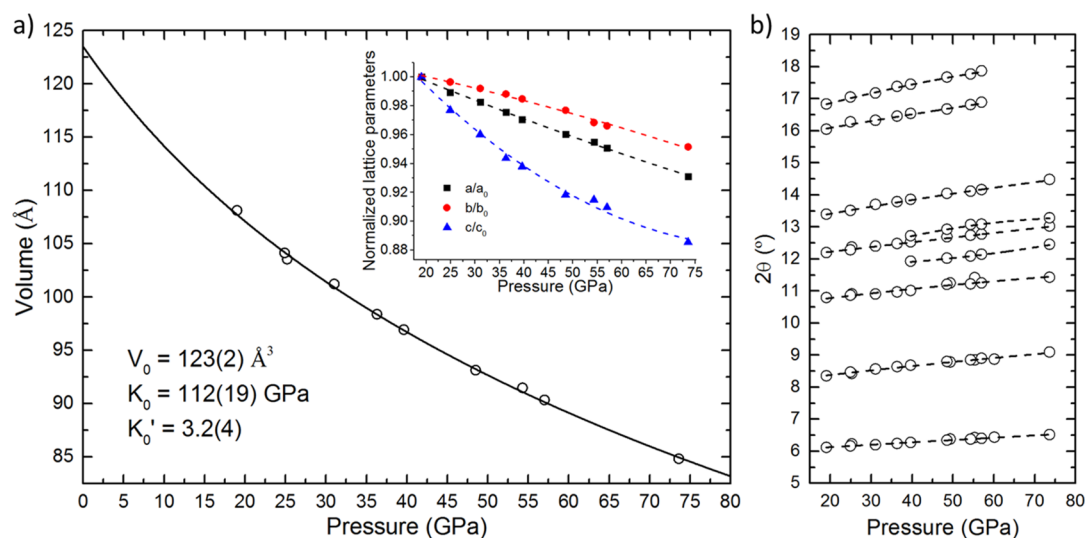 a)
125
120
115
110
105
100
95
90
85
Volume (Å)
0 5 10 15 20 25 30 35 40 45 50 55 60 65 70 75 80
Pressure (GPa)
V₀ = 123(2) Å³
K₀ = 112(19) GPa
K₀' = 3.2(4)
1.00
0.98
0.96
0.94
0.92
0.90
0.88
Normalized lattice parameters
a/a₀
b/b₀
c/c₀
20 25 30 35 40 45 50 55 60 65 70 75
Pressure (GPa)
b)
19
18
17
16
15
14
13
12
11
10
9
8
7
6
5
2θ (º)
20 30 40 50 60 70 80
Pressure (GPa)